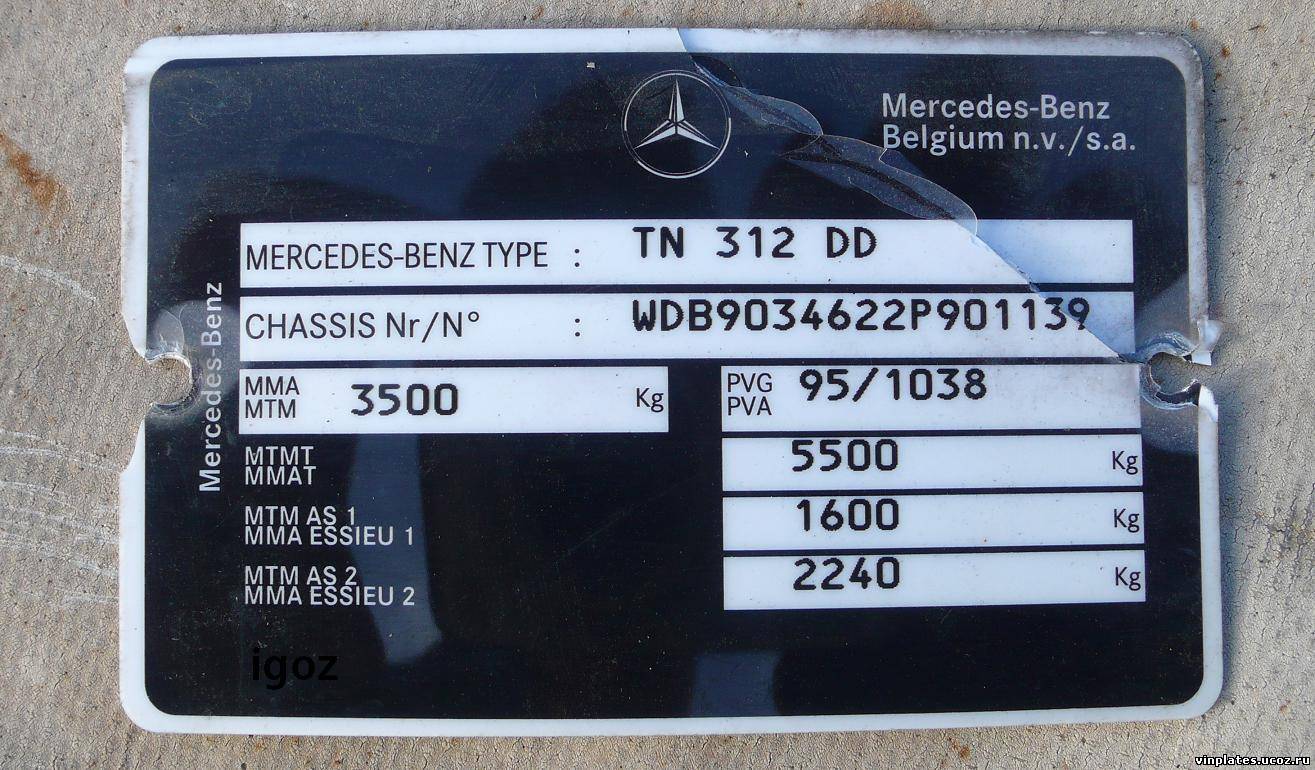 Mercedes-Benz
Belgium n.v./s.a.
Mercedes-Benz
MERCEDES-BENZ TYPE : TN 312 DD
CHASSIS Nr/N° : WDB9034622P901139
MMA
MTM 3500 Kg
PVG
PVA 95/1038
MTMT
MMAT 5500 Kg
MTM AS 1
MMA ESSIEU 1 1600 Kg
MTM AS 2
MMA ESSIEU 2 2240 Kg
igoz
vinplates.ucoz.ru